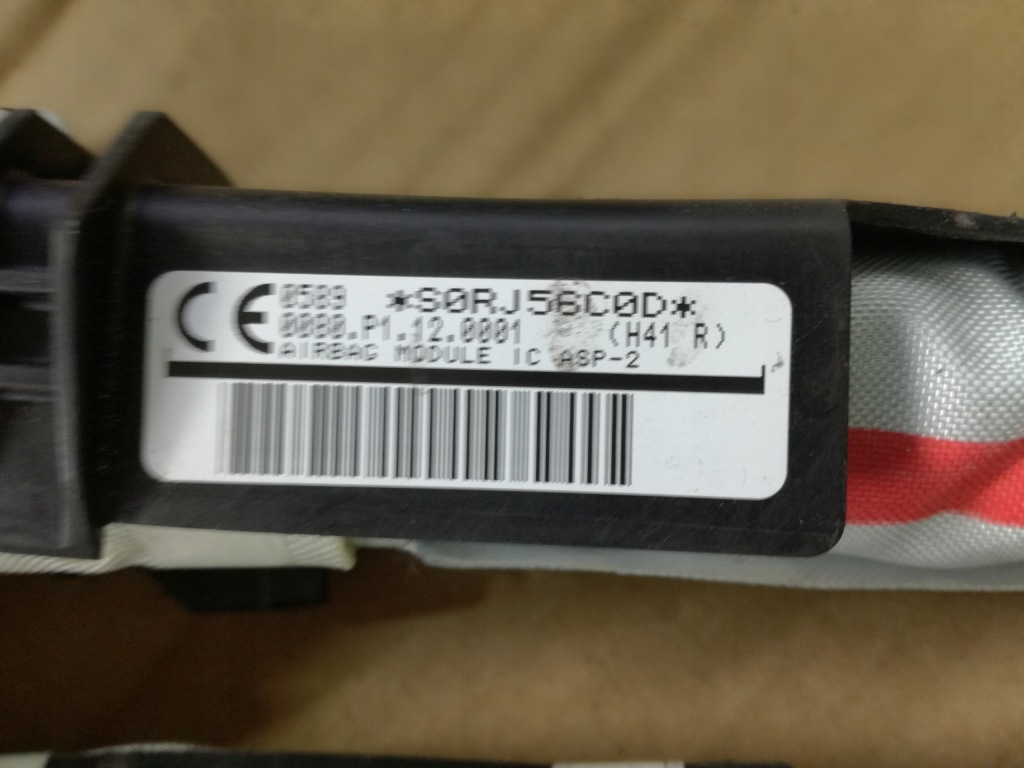 CE 0589 *S0RJ56C0D*
0080.P1.12.0001 (H41 R)
AIRBAG MODULE IC ASP-2